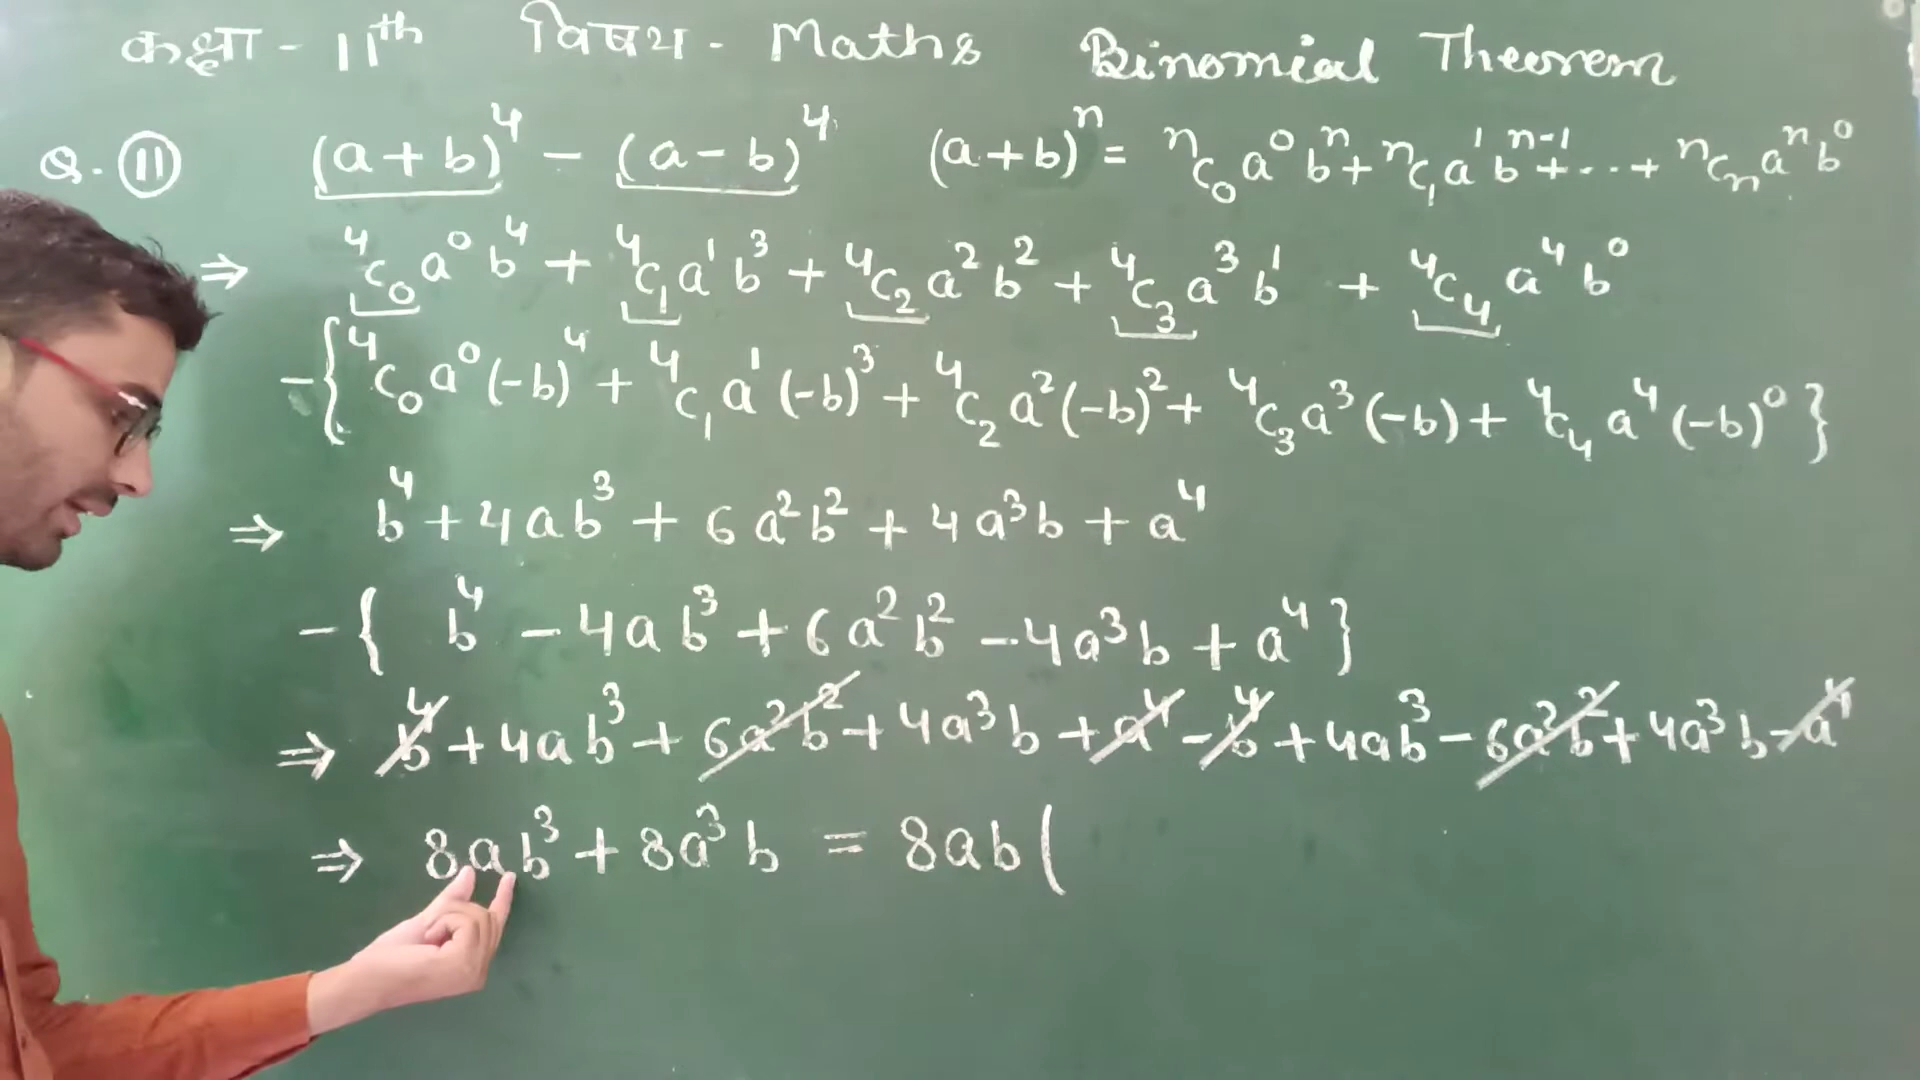 कक्षा - 11th विषय - Maths Binomial Theorem
Q. (11) (a+b)⁴ - (a-b)⁴ (a+b)ⁿ = ⁿC₀a⁰bⁿ + ⁿC₁a¹bⁿ⁻¹ + ... + ⁿCₙaⁿb⁰
⇒ ⁴C₀a⁰b⁴ + ⁴C₁a¹b³ + ⁴C₂a²b² + ⁴C₃a³b¹ + ⁴C₄a⁴b⁰
-{⁴C₀a⁰(-b)⁴ + ⁴C₁a¹(-b)³ + ⁴C₂a²(-b)² + ⁴C₃a³(-b) + ⁴C₄a⁴(-b)⁰}
⇒ b⁴ + 4ab³ + 6a²b² + 4a³b + a⁴
-{ b⁴ - 4ab³ + 6a²b² - 4a³b + a⁴}
⇒ b⁴ + 4ab³ + 6a²b² + 4a³b + a⁴ - b⁴ + 4ab³ - 6a²b² + 4a³b - a⁴
⇒ 8ab³ + 8a³b = 8ab(